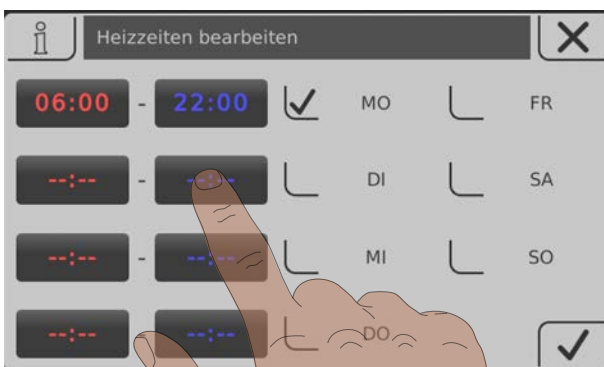 Heizzeiten bearbeiten
06:00 - 22:00 MO FR
--:-- - --:-- DI SA
--:-- - --:-- MI SO
--:-- - --:-- DO